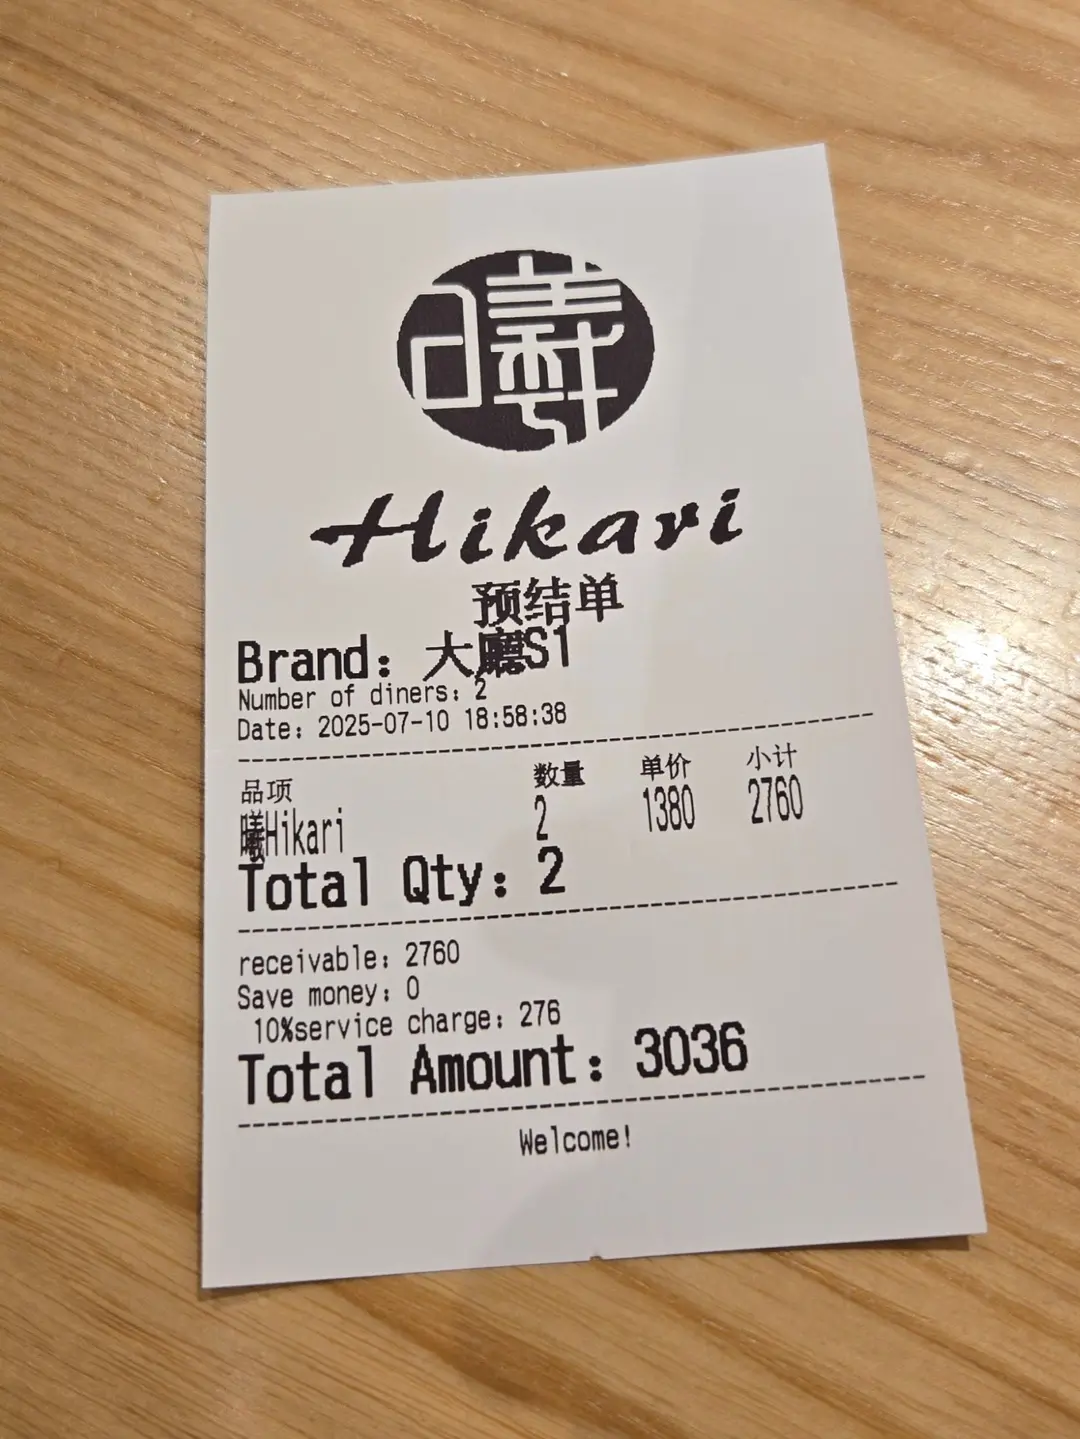 曦
Hikari
预结单
Brand: 大廳S1
Number of diners: 2
Date: 2025-07-10 18:58:38
品项 数量 单价 小计
曦Hikari 2 1380 2760
Total Qty: 2
receivable: 2760
Save money: 0
10%service charge: 276
Total Amount: 3036
Welcome!